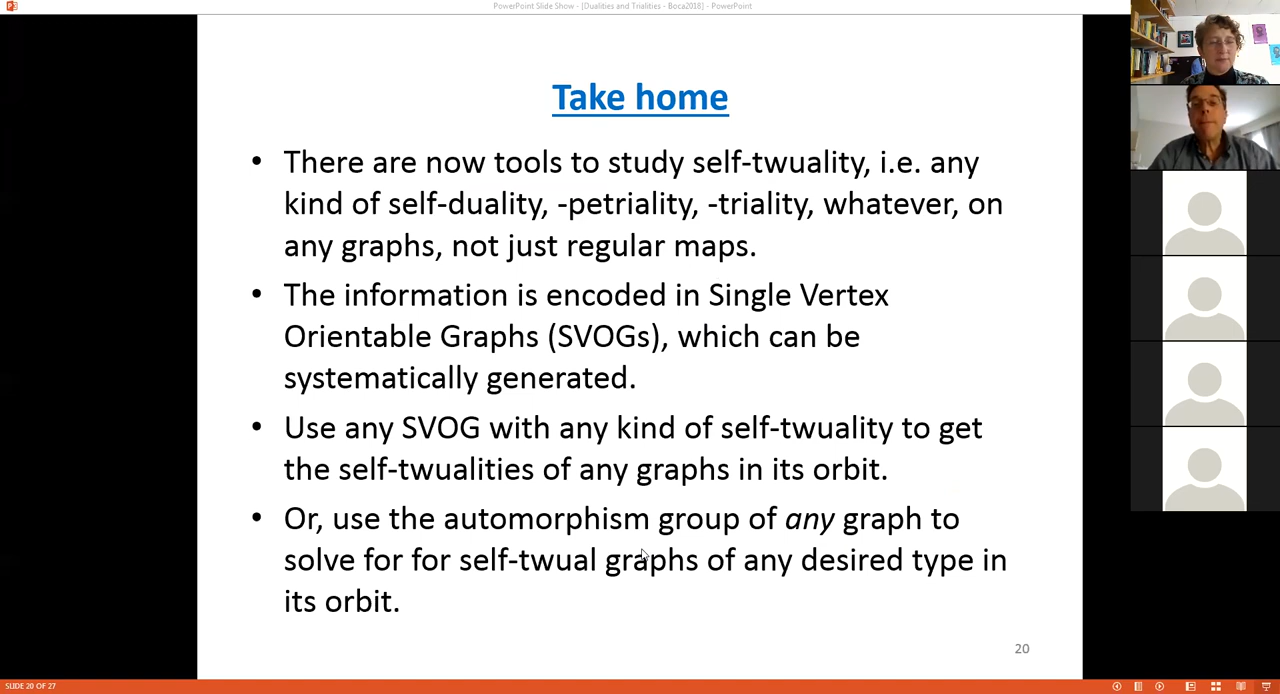 PowerPoint Slide Show - [Dualities and Trialities - Boca2018] - PowerPoint
Take home
• There are now tools to study self-twuality, i.e. any
kind of self-duality, -petriality, -triality, whatever, on
any graphs, not just regular maps.
• The information is encoded in Single Vertex
Orientable Graphs (SVOGs), which can be
systematically generated.
• Use any SVOG with any kind of self-twuality to get
the self-twualities of any graphs in its orbit.
• Or, use the automorphism group of any graph to
solve for for self-twual graphs of any desired type in
its orbit.
20
SLIDE 20 OF 27